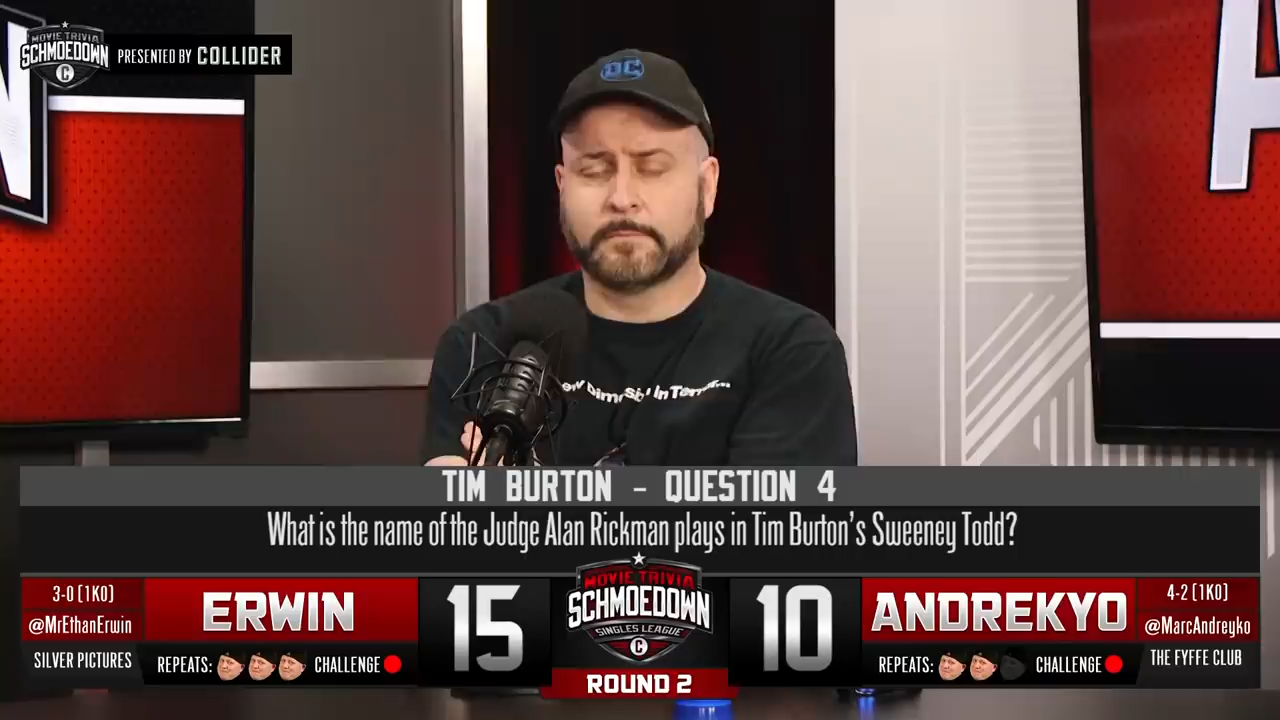 MOVIE TRIVIA
SCHMOEDOWN
C
PRESENTED BY COLLIDER
DC
In
TIM BURTON - QUESTION 4
What is the name of the Judge Alan Rickman plays in Tim Burton's Sweeney Todd?
3-0 (1KO)
@MrEthanErwin
SILVER PICTURES
ERWIN
REPEATS:
CHALLENGE
15
MOVIE TRIVIA
SCHMOEDOWN
SINGLES LEAGUE
C
ROUND 2
10
ANDREKYO
REPEATS:
CHALLENGE
4-2 (1KO)
@MarcAndreyko
THE FYFFE CLUB